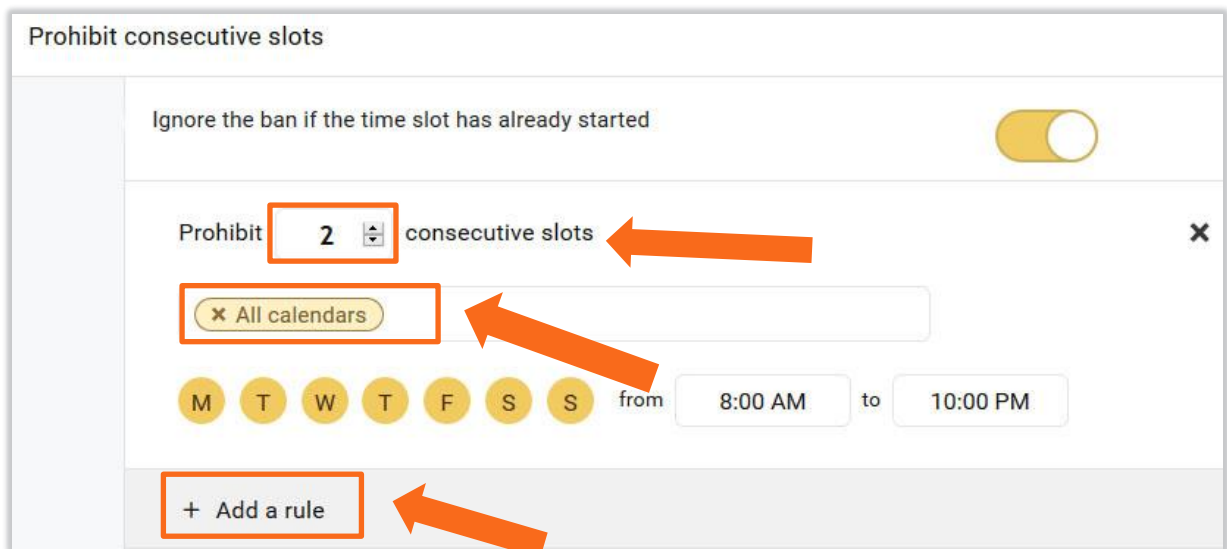 Prohibit consecutive slots
Ignore the ban if the time slot has already started
Prohibit 2 consecutive slots ×
× All calendars
M T W T F S S from 8:00 AM to 10:00 PM
+ Add a rule